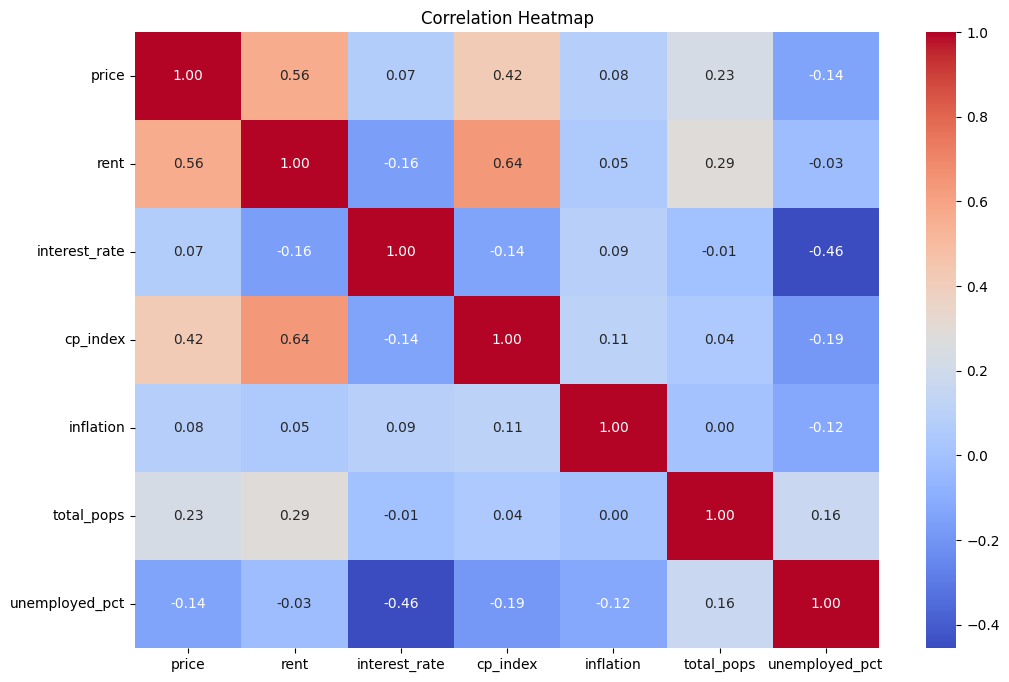 Correlation Heatmap
price 1.00 0.56 0.07 0.42 0.08 0.23 -0.14
rent 0.56 1.00 -0.16 0.64 0.05 0.29 -0.03
interest_rate 0.07 -0.16 1.00 -0.14 0.09 -0.01 -0.46
cp_index 0.42 0.64 -0.14 1.00 0.11 0.04 -0.19
inflation 0.08 0.05 0.09 0.11 1.00 0.00 -0.12
total_pops 0.23 0.29 -0.01 0.04 0.00 1.00 0.16
unemployed_pct -0.14 -0.03 -0.46 -0.19 -0.12 0.16 1.00
price rent interest_rate cp_index inflation total_pops unemployed_pct
1.0
0.8
0.6
0.4
0.2
0.0
−0.2
−0.4